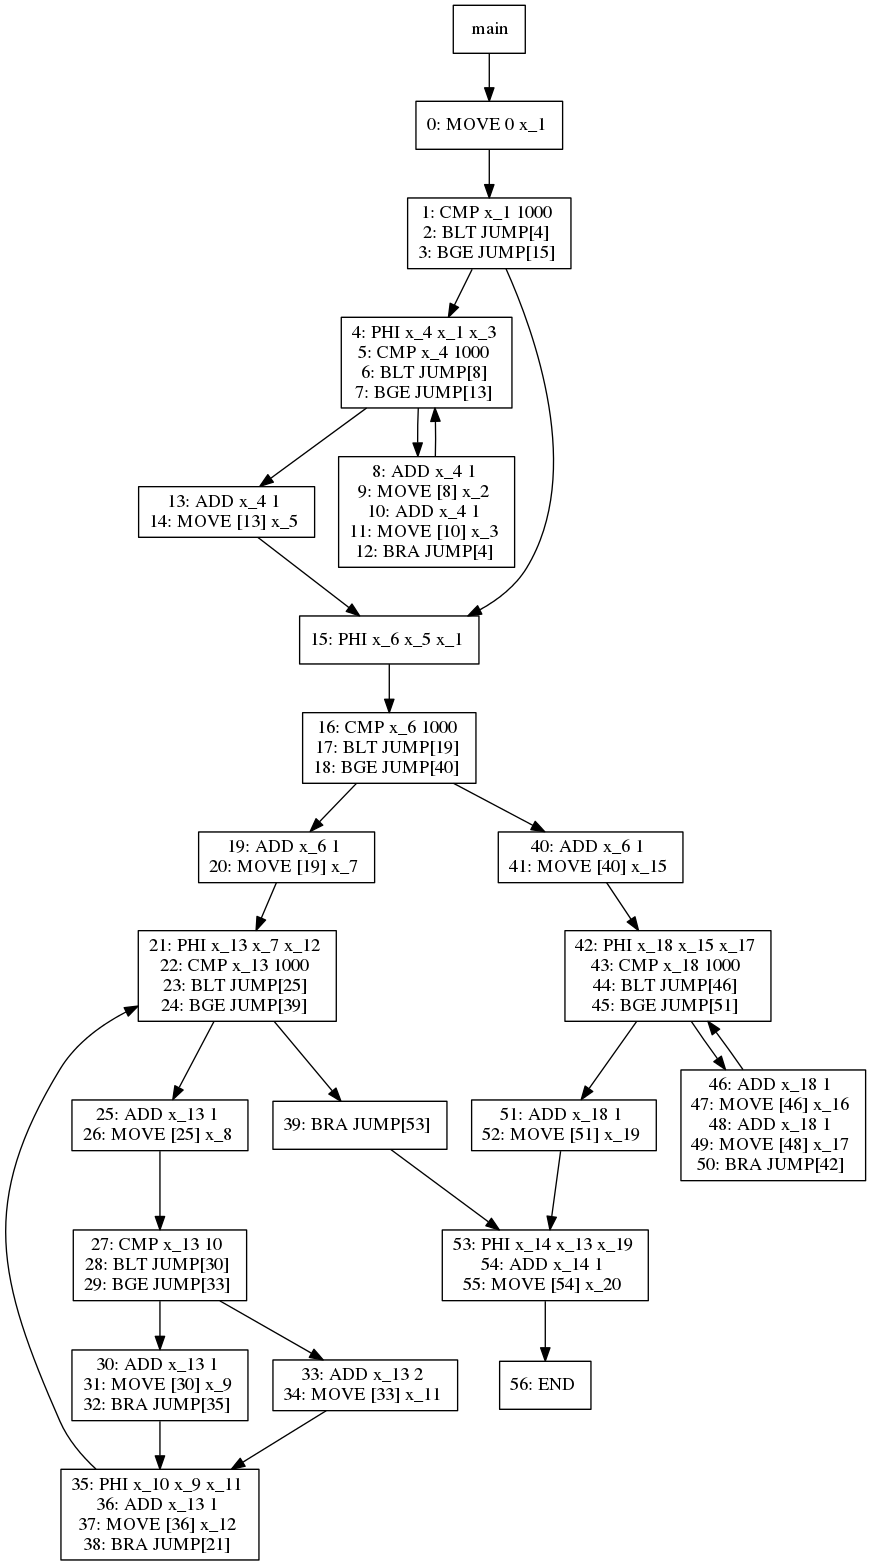 main
0: MOVE 0 x_1
1: CMP x_1 1000
2: BLT JUMP[4]
3: BGE JUMP[15]
4: PHI x_4 x_1 x_3
5: CMP x_4 1000
6: BLT JUMP[8]
7: BGE JUMP[13]
8: ADD x_4 1
9: MOVE [8] x_2
10: ADD x_4 1
11: MOVE [10] x_3
12: BRA JUMP[4]
13: ADD x_4 1
14: MOVE [13] x_5
15: PHI x_6 x_5 x_1
16: CMP x_6 1000
17: BLT JUMP[19]
18: BGE JUMP[40]
19: ADD x_6 1
20: MOVE [19] x_7
40: ADD x_6 1
41: MOVE [40] x_15
21: PHI x_13 x_7 x_12
22: CMP x_13 1000
23: BLT JUMP[25]
24: BGE JUMP[39]
42: PHI x_18 x_15 x_17
43: CMP x_18 1000
44: BLT JUMP[46]
45: BGE JUMP[51]
46: ADD x_18 1
47: MOVE [46] x_16
48: ADD x_18 1
49: MOVE [48] x_17
50: BRA JUMP[42]
25: ADD x_13 1
26: MOVE [25] x_8
39: BRA JUMP[53]
51: ADD x_18 1
52: MOVE [51] x_19
27: CMP x_13 10
28: BLT JUMP[30]
29: BGE JUMP[33]
53: PHI x_14 x_13 x_19
54: ADD x_14 1
55: MOVE [54] x_20
30: ADD x_13 1
31: MOVE [30] x_9
32: BRA JUMP[35]
33: ADD x_13 2
34: MOVE [33] x_11
56: END
35: PHI x_10 x_9 x_11
36: ADD x_13 1
37: MOVE [36] x_12
38: BRA JUMP[21]